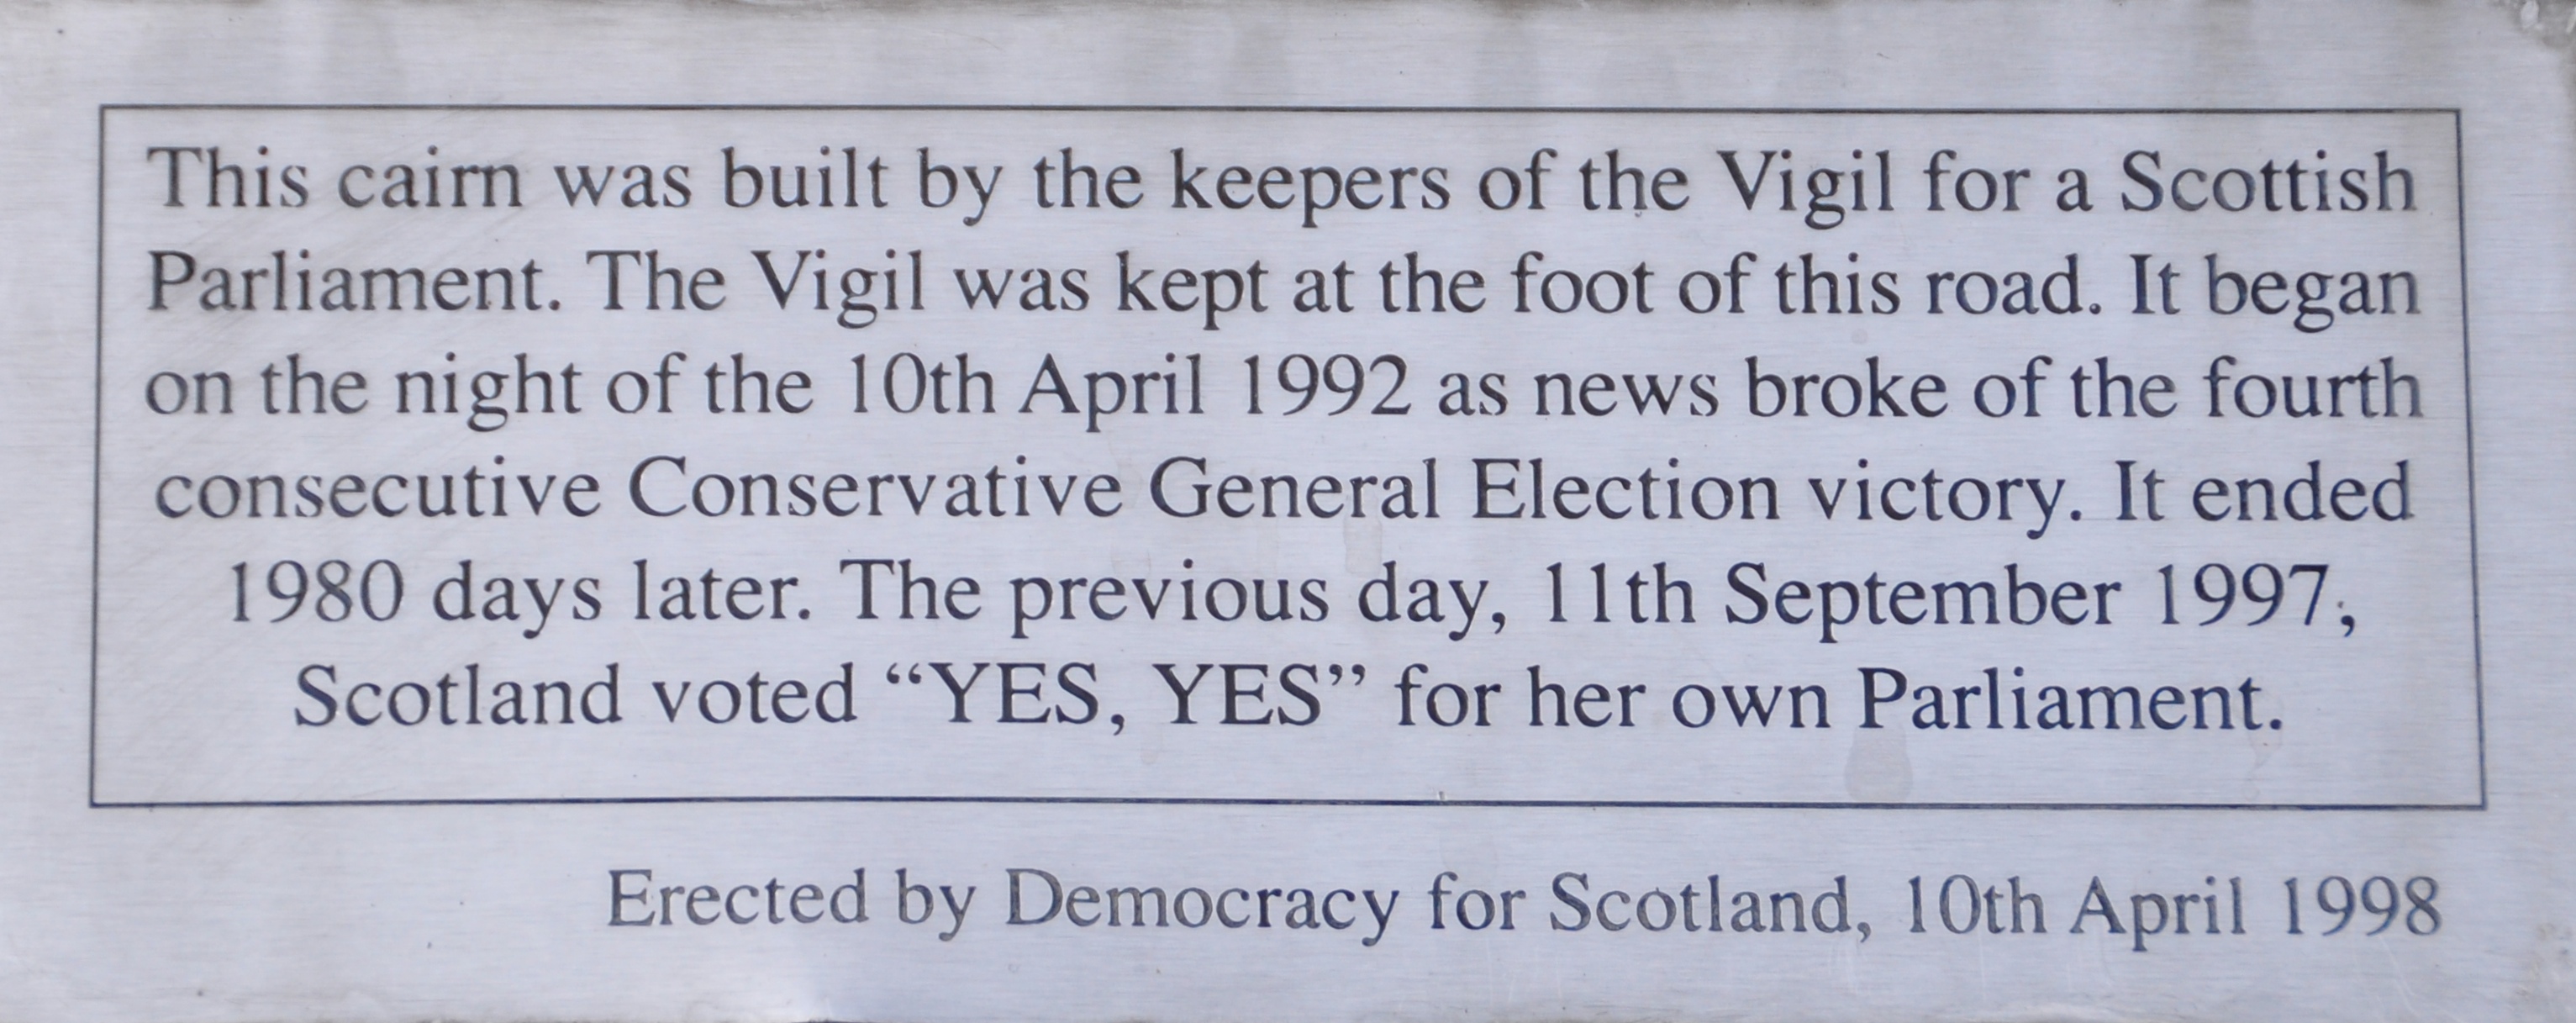 This cairn was built by the keepers of the Vigil for a Scottish
Parliament. The Vigil was kept at the foot of this road. It began
on the night of the 10th April 1992 as news broke of the fourth
consecutive Conservative General Election victory. It ended
1980 days later. The previous day, 11th September 1997,
Scotland voted “YES, YES” for her own Parliament.
Erected by Democracy for Scotland, 10th April 1998